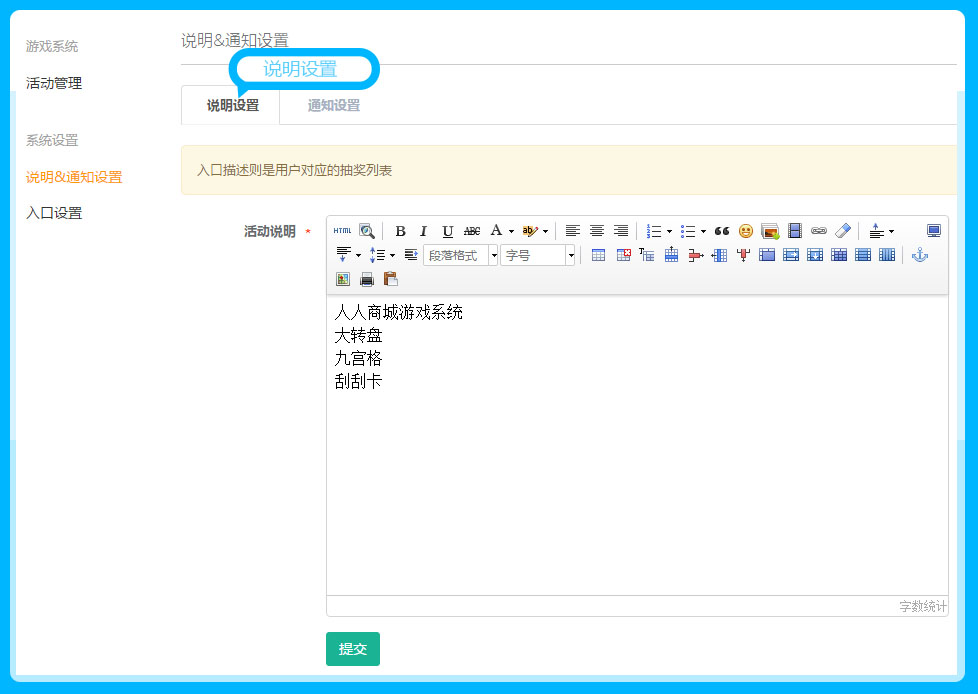 游戏系统
活动管理
系统设置
说明&通知设置
入口设置
说明&通知设置
说明设置
说明设置
通知设置
入口描述则是用户对应的抽奖列表
活动说明 *
HTML
B I U ABC A ab
段落格式 字号
人人商城游戏系统
大转盘
九宫格
刮刮卡
字数统计
提交